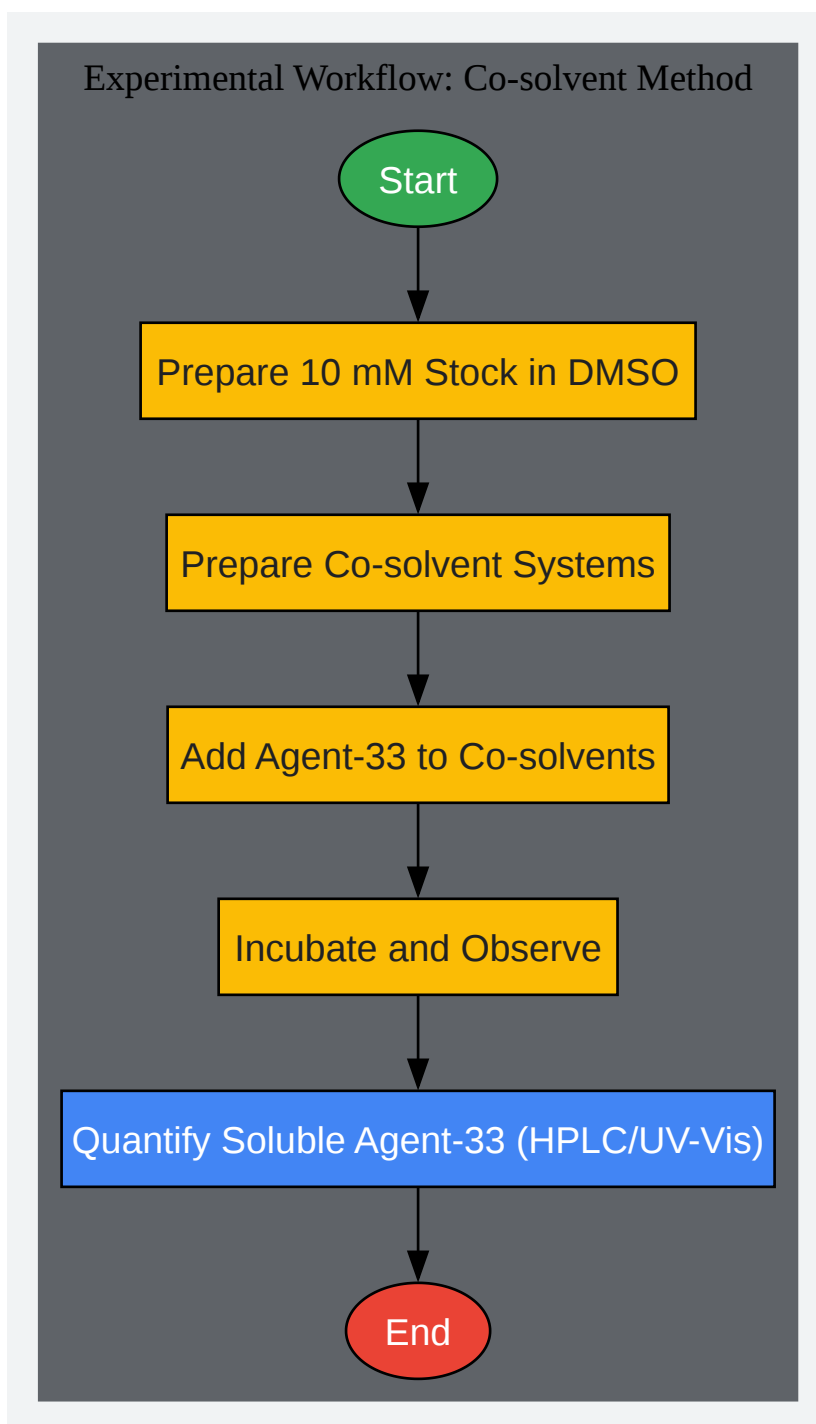 Experimental Workflow: Co-solvent Method
Start
Prepare 10 mM Stock in DMSO
Prepare Co-solvent Systems
Add Agent-33 to Co-solvents
Incubate and Observe
Quantify Soluble Agent-33 (HPLC/UV-Vis)
End